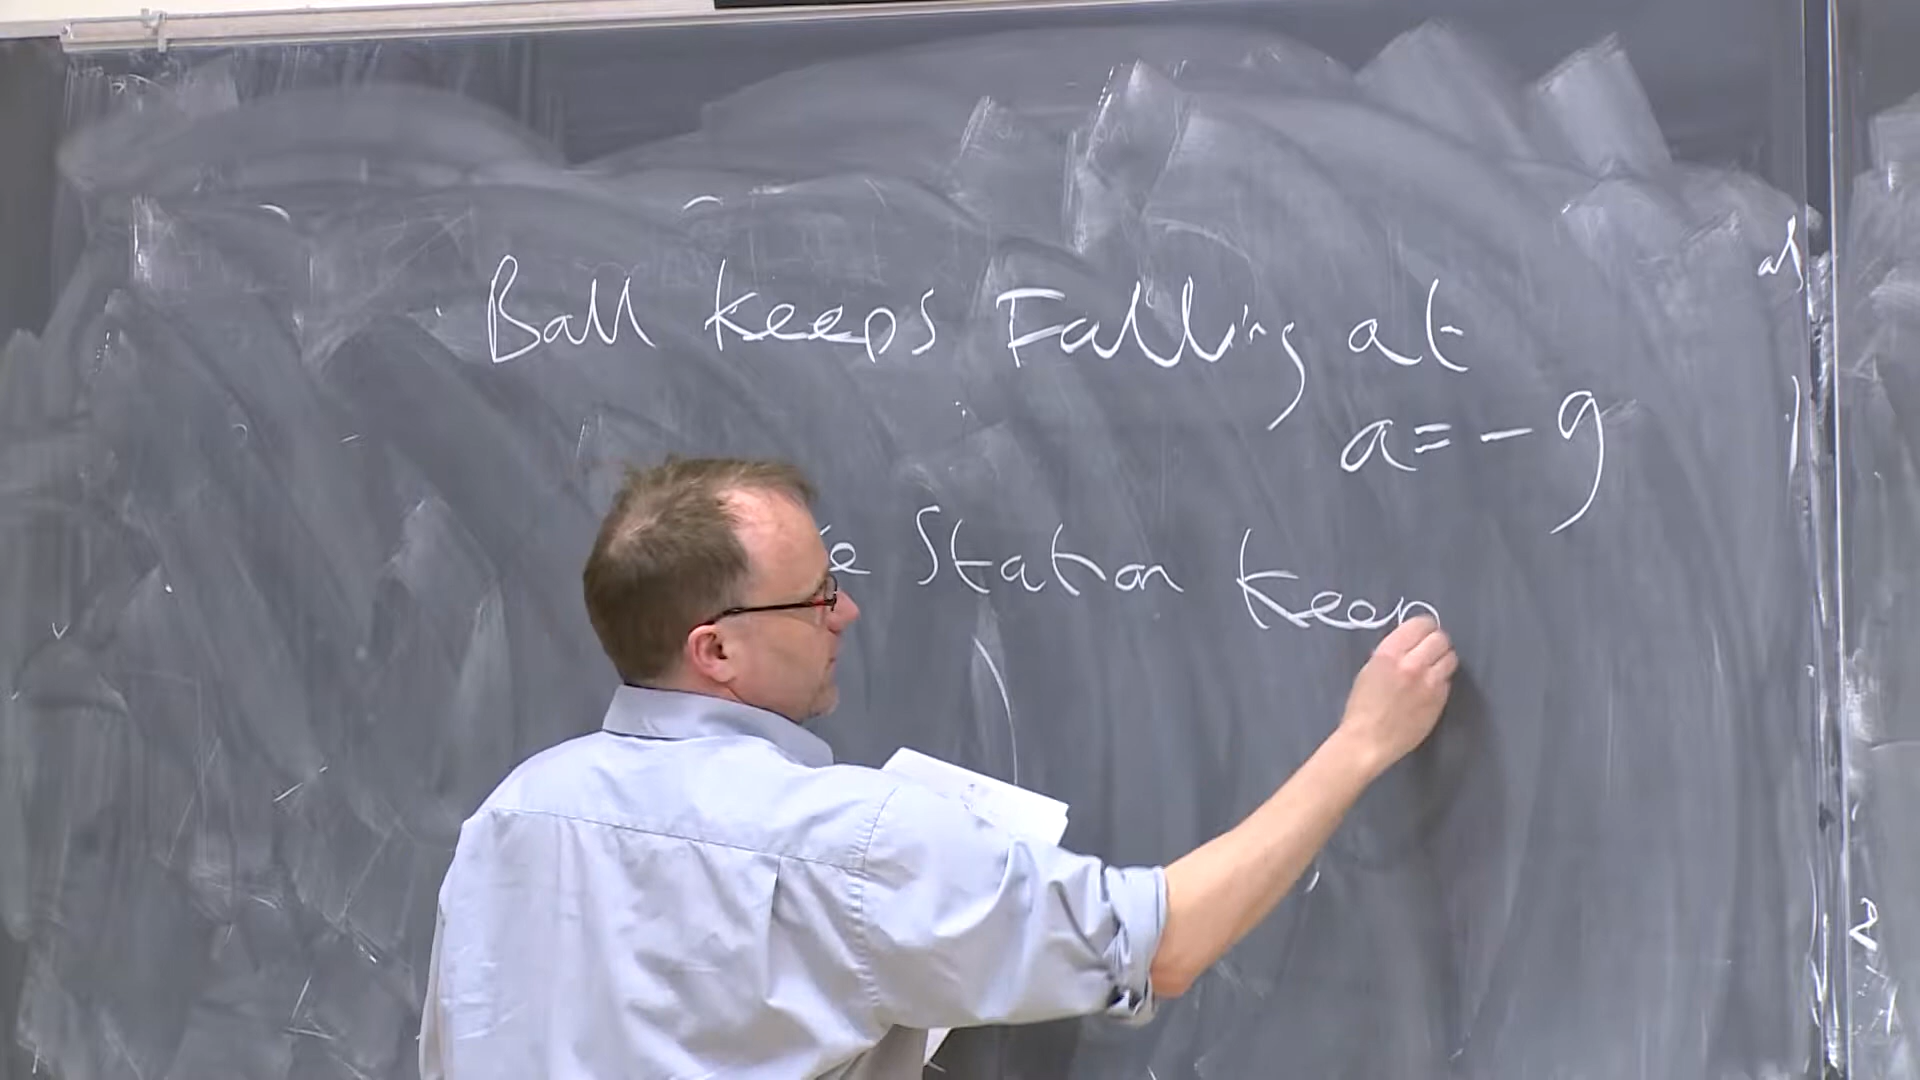 Ball keeps Falling at
a = - g
Station keep